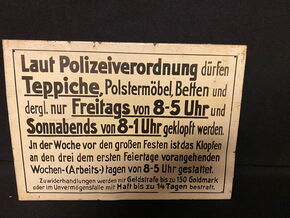 Laut Polizeiverordnung dürfen
Teppiche, Polstermöbel, Betten und
dergl. nur Freitags von 8-5 Uhr und
Sonnabends von 8-1 Uhr geklopft werden.
In der Woche vor den großen Festen ist das Klopfen
an den drei dem ersten Feiertage vorangehenden
Wochen-(Arbeits-)tagen von 8-5 Uhr gestattet.
Zuwiderhandlungen werden mit Geldstrafe bis zu 150 Goldmark
oder im Unvermögensfalle mit Haft bis zu 14 Tagen bestraft.